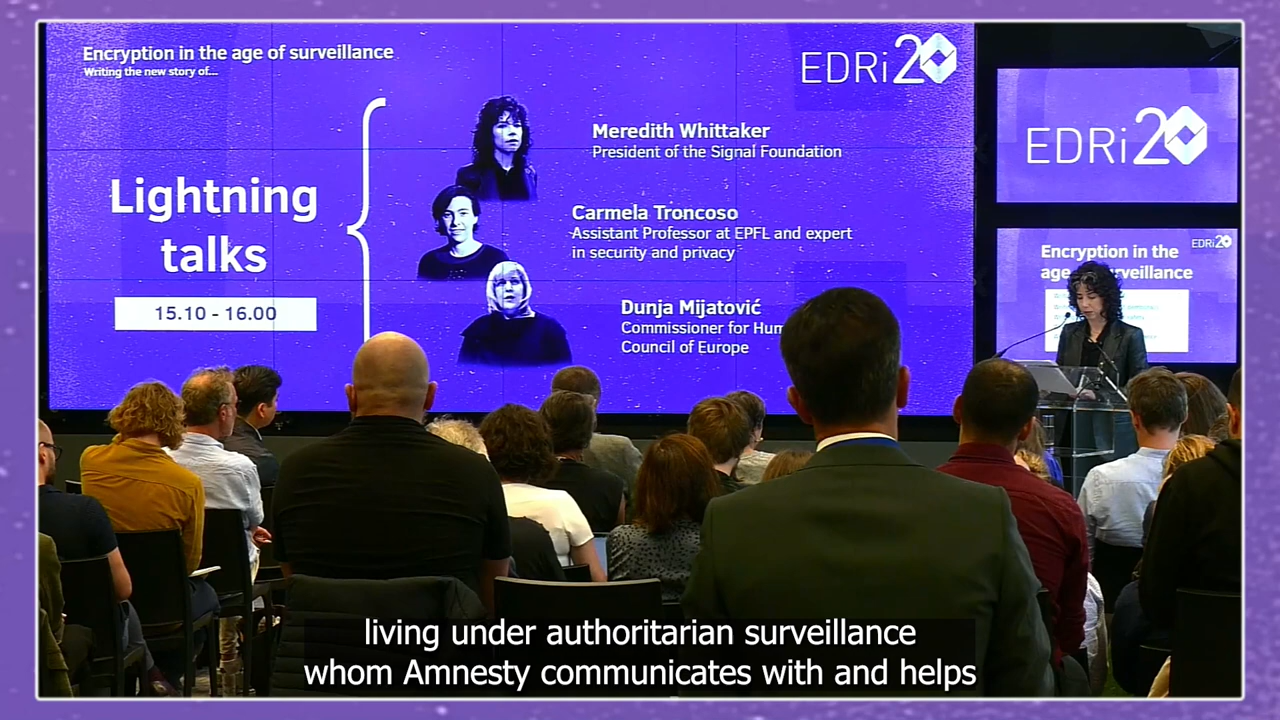 Encryption in the age of surveillance
Writing the new story of...
EDRi20
Lightning
talks
15.10 - 16.00
Meredith Whittaker
President of the Signal Foundation
Carmela Troncoso
Assistant Professor at EPFL and expert
in security and privacy
Dunja Mijatović
Commissioner for Hum
Council of Europe
EDRi20
EDRi20
Encryption in the
age surveillance
living under authoritarian surveillance
whom Amnesty communicates with and helps